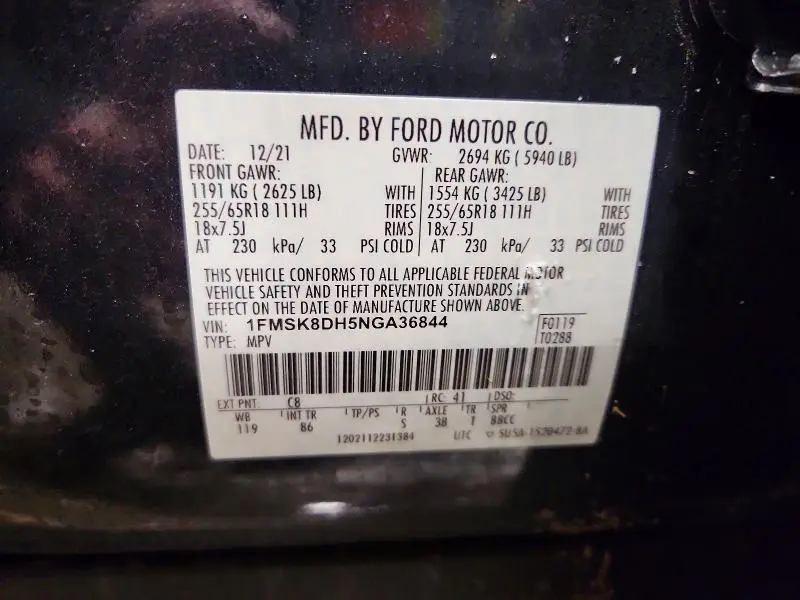 MFD. BY FORD MOTOR CO.
DATE: 12/21 GVWR: 2694 KG ( 5940 LB)
FRONT GAWR: REAR GAWR:
1191 KG ( 2625 LB) WITH 1554 KG ( 3425 LB) WITH
255/65R18 111H TIRES 255/65R18 111H TIRES
18x7.5J RIMS 18x7.5J RIMS
AT 230 kPa/ 33 PSI COLD AT 230 kPa/ 33 PSI COLD
THIS VEHICLE CONFORMS TO ALL APPLICABLE FEDERAL MOTOR
VEHICLE SAFETY AND THEFT PREVENTION STANDARDS IN
EFFECT ON THE DATE OF MANUFACTURE SHOWN ABOVE.
VIN: 1FMSK8DH5NGA36844 F0119
TYPE: MPV T0288
EXT PNT: C8 RC: 41 DSO:
WB INT TR TP/PS R AXLE TR SPR
119 86 S 38 T 88CC
1202112231384 UTC